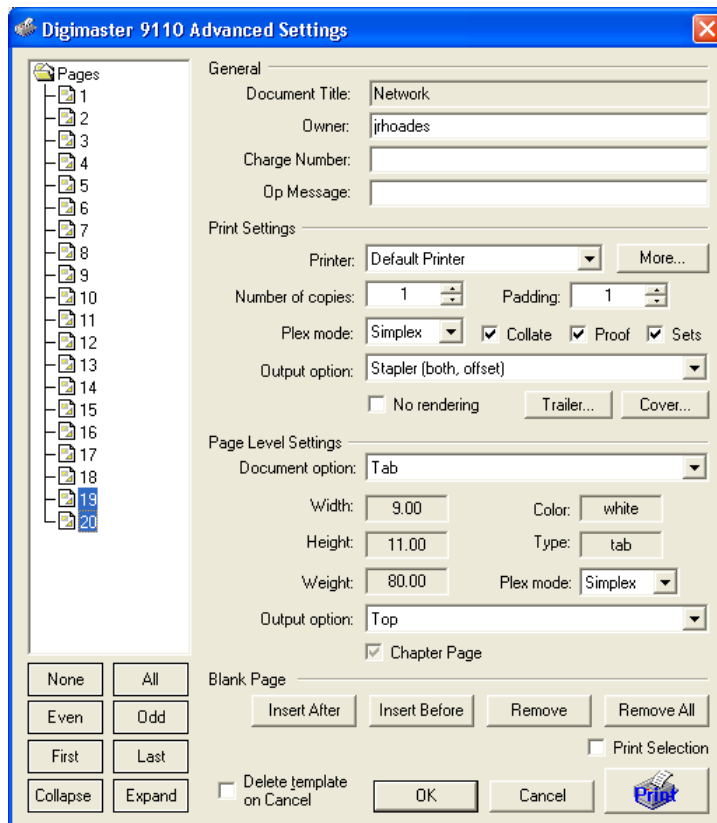 Digimaster 9110 Advanced Settings
Pages
1
2
3
4
5
6
7
8
9
10
11
12
13
14
15
16
17
18
19
20
None
All
Even
Odd
First
Last
Collapse
Expand
General
Document Title: Network
Owner: jrhoades
Charge Number:
Op Message:
Print Settings
Printer: Default Printer More...
Number of copies: 1 Padding: 1
Plex mode: Simplex Collate Proof Sets
Output option: Stapler (both, offset)
No rendering Trailer... Cover...
Page Level Settings
Document option: Tab
Width: 9.00 Color: white
Height: 11.00 Type: tab
Weight: 80.00 Plex mode: Simplex
Output option: Top
Chapter Page
Blank Page
Insert After Insert Before Remove Remove All
Print Selection
Delete template
on Cancel
OK Cancel Print